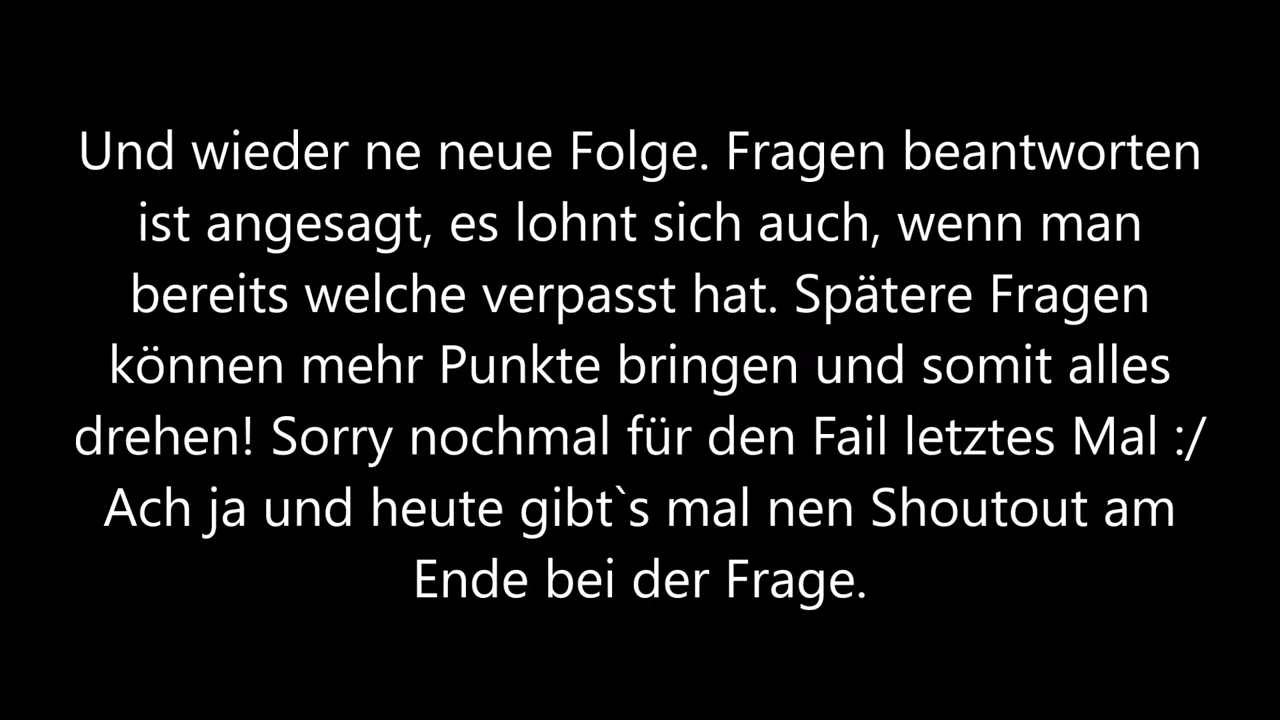 Und wieder ne neue Folge. Fragen beantworten
ist angesagt, es lohnt sich auch, wenn man
bereits welche verpasst hat. Spätere Fragen
können mehr Punkte bringen und somit alles
drehen! Sorry nochmal für den Fail letztes Mal :/
Ach ja und heute gibt`s mal nen Shoutout am
Ende bei der Frage.